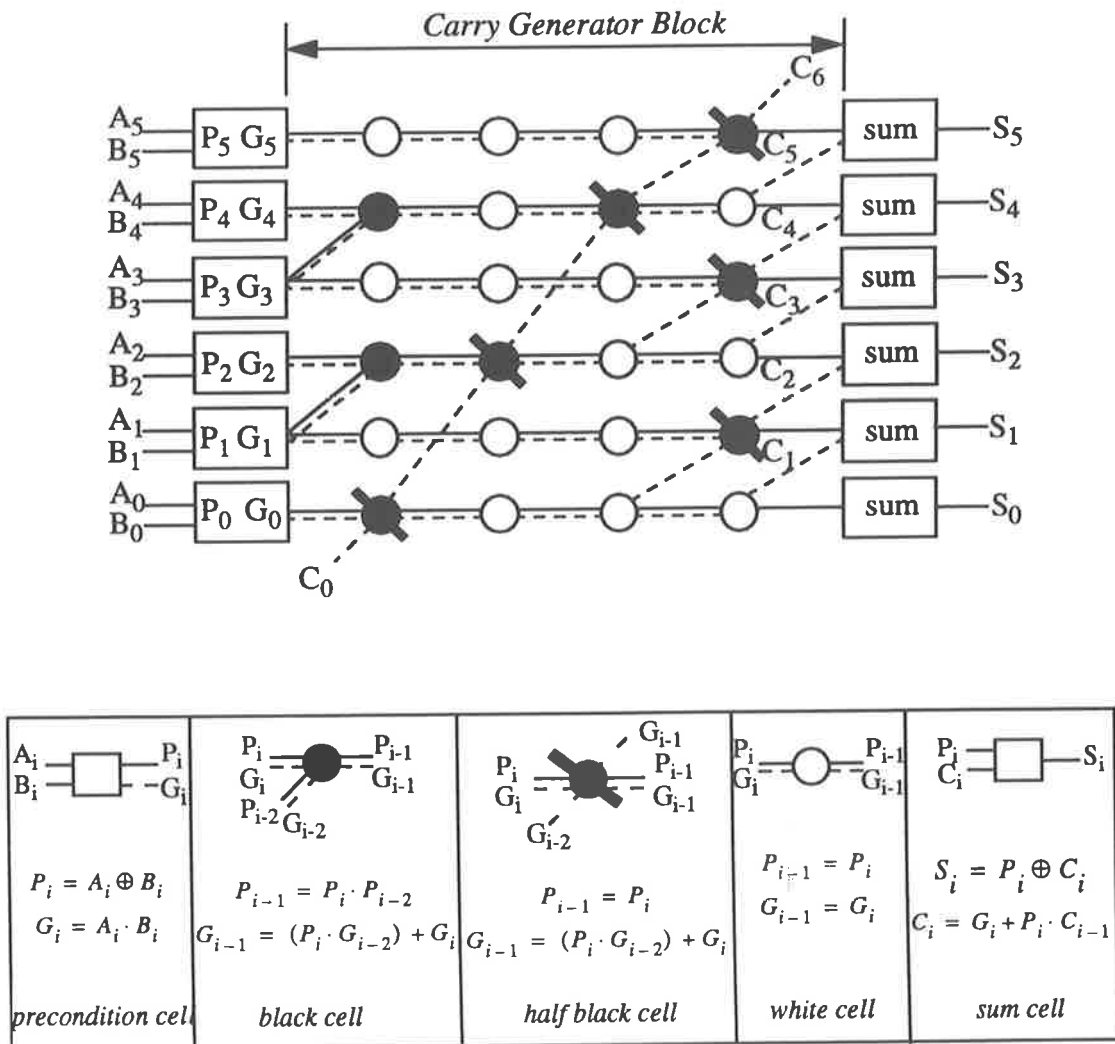 Carry Generator Block
C6
A5
B5
P5 G5
C5
sum
S5
A4
B4
P4 G4
C4
sum
S4
A3
B3
P3 G3
C3
sum
S3
A2
B2
P2 G2
C2
sum
S2
A1
B1
P1 G1
C1
sum
S1
A0
B0
P0 G0
sum
S0
C0
Ai
Bi
Pi
Gi
Pi = Ai ⊕ Bi
Gi = Ai · Bi
precondition cell
Pi
Gi
Pi-2
Gi-2
Pi-1
Gi-1
Pi-1 = Pi · Pi-2
Gi-1 = (Pi · Gi-2) + Gi
black cell
Gi-1
Pi
Gi
Pi-1
Gi-1
Gi-2
Pi-1 = Pi
Gi-1 = (Pi · Gi-2) + Gi
half black cell
Pi
Gi
Pi-1
Gi-1
Pi-1 = Pi
Gi-1 = Gi
white cell
Pi
Ci
Si
Si = Pi ⊕ Ci
Ci = Gi + Pi · Ci-1
sum cell